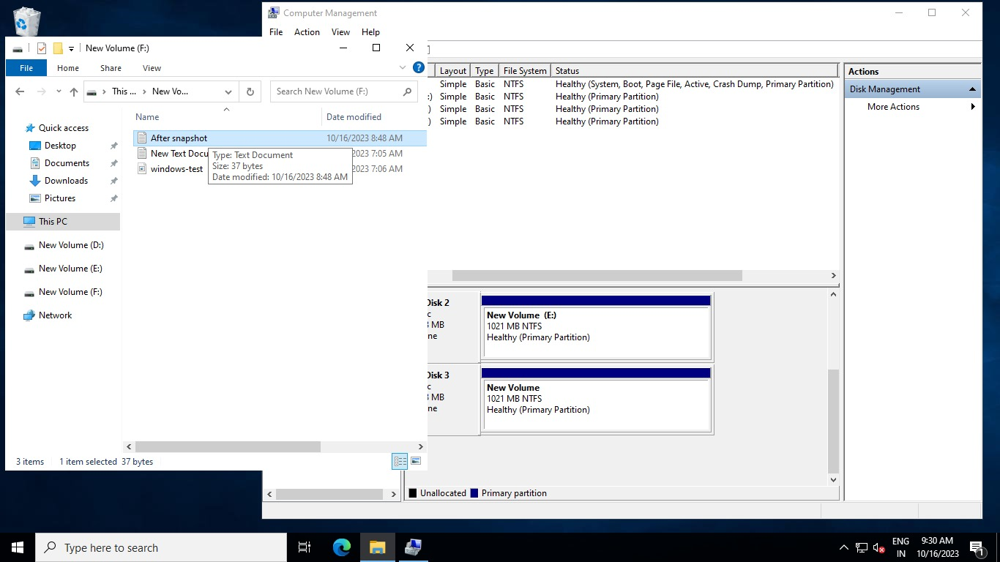 Computer Management
File Action View Help
New Volume (F:)
File Home Share View
This ... New Vo... Search New Volume (F:)
Name Date modified
Quick access
Desktop
Documents
Downloads
Pictures
This PC
New Volume (D:)
New Volume (E:)
New Volume (F:)
Network
After snapshot 10/16/2023 8:48 AM
New Text Docu 2023 7:05 AM
windows-test 2023 7:06 AM
Type: Text Document
Size: 37 bytes
Date modified: 10/16/2023 8:48 AM
3 items 1 item selected 37 bytes
Layout Type File System Status
Simple Basic NTFS Healthy (System, Boot, Page File, Active, Crash Dump, Primary Partition)
:) Simple Basic NTFS Healthy (Primary Partition)
) Simple Basic NTFS Healthy (Primary Partition)
) Simple Basic NTFS Healthy (Primary Partition)
Disk 2
c
MB
ne
New Volume (E:)
1021 MB NTFS
Healthy (Primary Partition)
Disk 3
c
MB
ne
New Volume
1021 MB NTFS
Healthy (Primary Partition)
Unallocated Primary partition
Actions
Disk Management
More Actions
Type here to search
ENG
IN
9:30 AM
10/16/2023
1